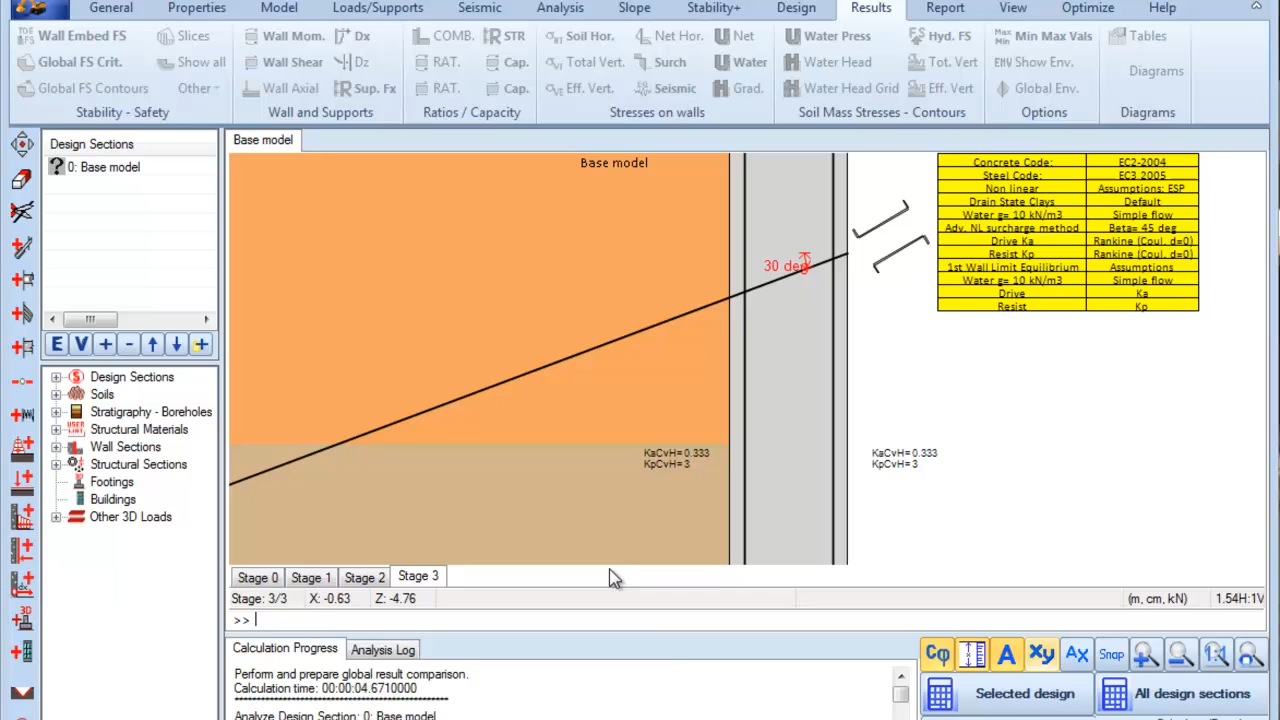 General Properties Model Loads/Supports Seismic Analysis Slope Stability+ Design Results Report View Optimize Help
Wall Embed FS Slices Wall Mom. Dx COMB. STR Soil Hor. Net Hor. Net Water Press Hyd. FS Min Max Vals Tables
Global FS Crit. Show all Wall Shear Dz RAT. Cap. Total Vert. Surch Water Water Head Tot. Vert Show Env. Diagrams
Global FS Contours Other Wall Axial Sup. Fx RAT. Cap. Eff. Vert. Seismic Grad. Water Head Grid Eff. Vert Global Env.
Stability - Safety Wall and Supports Ratios / Capacity Stresses on walls Soil Mass Stresses - Contours Options Diagrams
Design Sections
0: Base model
E V + - 
Design Sections
Soils
Stratigraphy - Boreholes
Structural Materials
Wall Sections
Structural Sections
Footings
Buildings
Other 3D Loads
Base model
Base model
30 deg
Concrete Code: EC2-2004
Steel Code: EC3 2005
Non linear Assumptions: ESP
Drain State Clays Default
Water g= 10 kN/m3 Simple flow
Adv. NL surcharge method Beta= 45 deg
Drive Ka Rankine (Coul, d=0)
Resist Kp Rankine (Coul, d=0)
1st Wall Limit Equilibrium Assumptions
Water g= 10 kN/m3 Simple flow
Drive Ka
Resist Kp
KaCvH= 0.333
KpCvH= 3
KaCvH= 0.333
KpCvH= 3
Stage 0 Stage 1 Stage 2 Stage 3
Stage: 3/3 X: -0.63 Z: -4.76 (m, cm, kN) 1.54H:1V
>>
Calculation Progress Analysis Log
Perform and prepare global result comparison.
Calculation time: 00:00:04.6710000
************************************************
Analyze Design Section: 0: Base model
Cφ A Xy Ax Snap 1:1
Selected design All design sections